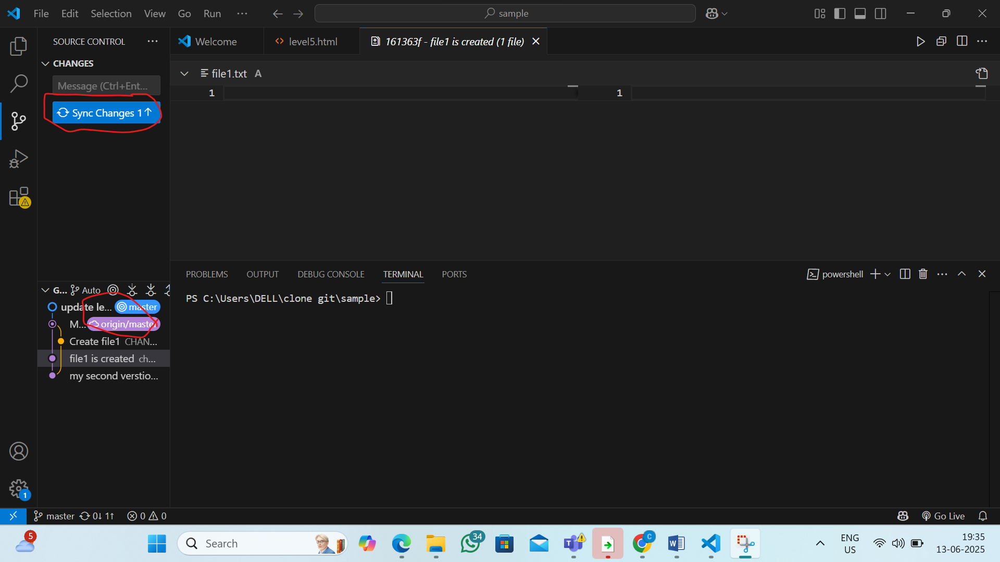 File Edit Selection View Go Run ··· sample
SOURCE CONTROL ···
Welcome
level5.html
161363f - file1 is created (1 file)
CHANGES
Message (Ctrl+Ent...
Sync Changes 1↑
file1.txt A
1 1
PROBLEMS OUTPUT DEBUG CONSOLE TERMINAL PORTS
powershell
PS C:\Users\DELL\clone git\sample>
G... Auto
update le... master
M... origin/master
Create file1 CHAN...
file1 is created ch...
my second verstio...
1
master 0↓ 1↑ 0 0
Go Live
5
Search
34
T
C
W
ENG
US
19:35
13-06-2025